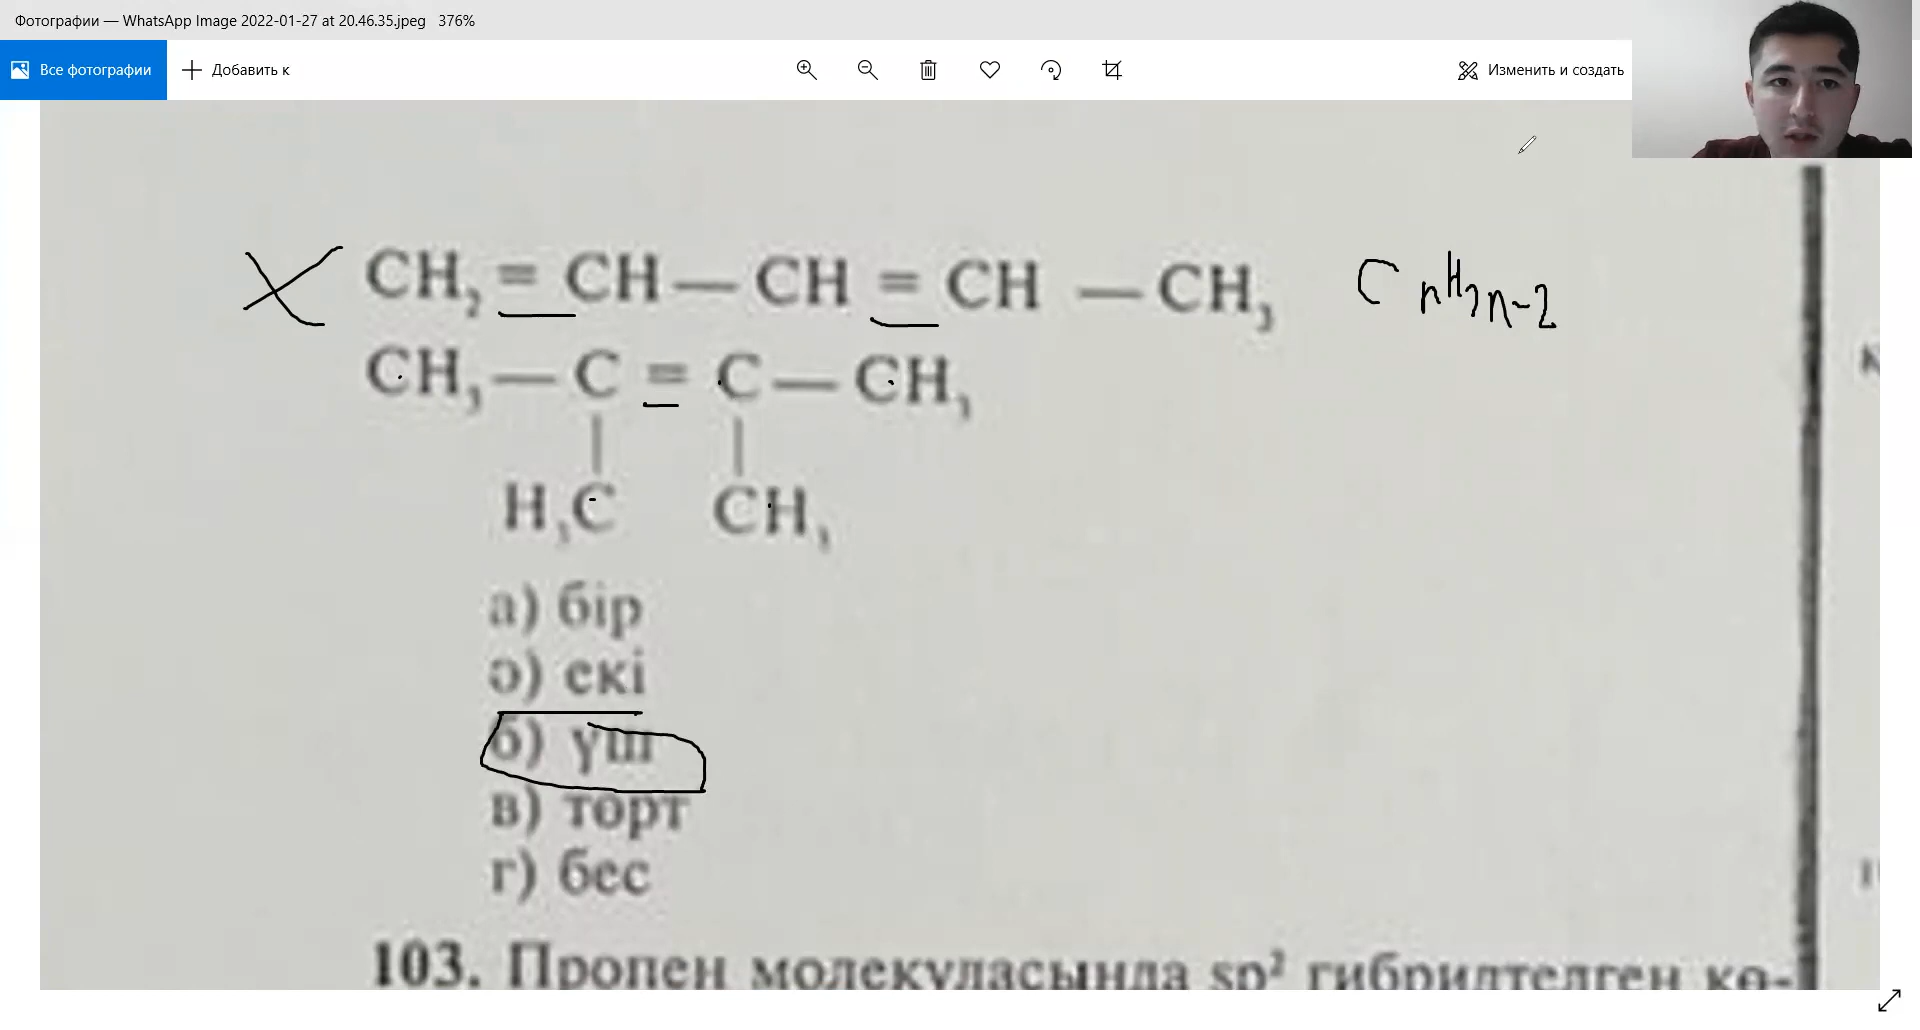 Фотографии — WhatsApp Image 2022-01-27 at 20.46.35.jpeg 376%
Все фотографии
Добавить к
Изменить и создать
CH₂ = CH — CH = CH — CH₃ CnH2n-2
CH₃ — C = C — CH₃
H₃C CH₃
а) бір
ә) екі
б) үш
в) төрт
г) бес
103. Пропен молекуласында sp² гибридтелген кө-